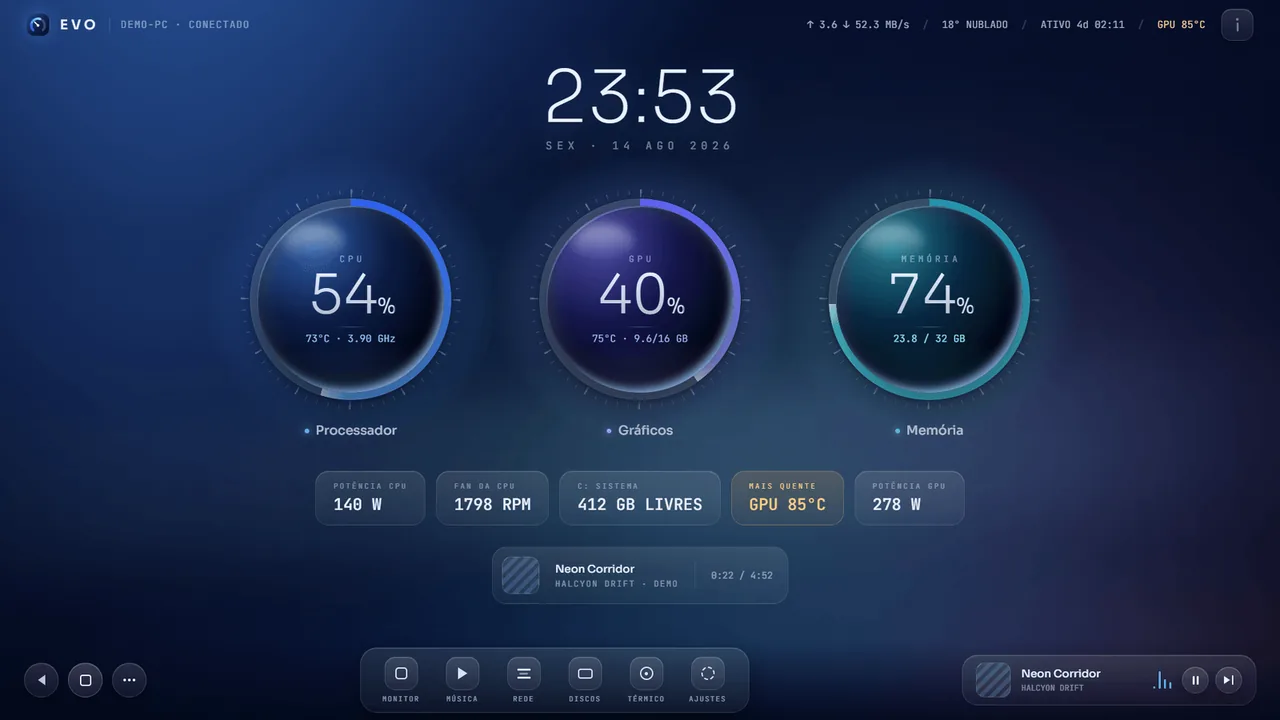 EVO DEMO-PC · CONECTADO
↑ 3.6 ↓ 52.3 MB/s / 18° NUBLADO / ATIVO 4d 02:11 / GPU 85°C
23:53
SEX · 14 AGO 2026
CPU
54%
73°C · 3.90 GHz
Processador
GPU
40%
75°C · 9.6/16 GB
Gráficos
MEMÓRIA
74%
23.8 / 32 GB
Memória
POTÊNCIA CPU
140 W
FAN DA CPU
1798 RPM
C: SISTEMA
412 GB LIVRES
MAIS QUENTE
GPU 85°C
POTÊNCIA GPU
278 W
Neon Corridor
HALCYON DRIFT · DEMO
0:22 / 4:52
MONITOR
MÚSICA
REDE
DISCOS
TÉRMICO
AJUSTES
Neon Corridor
HALCYON DRIFT